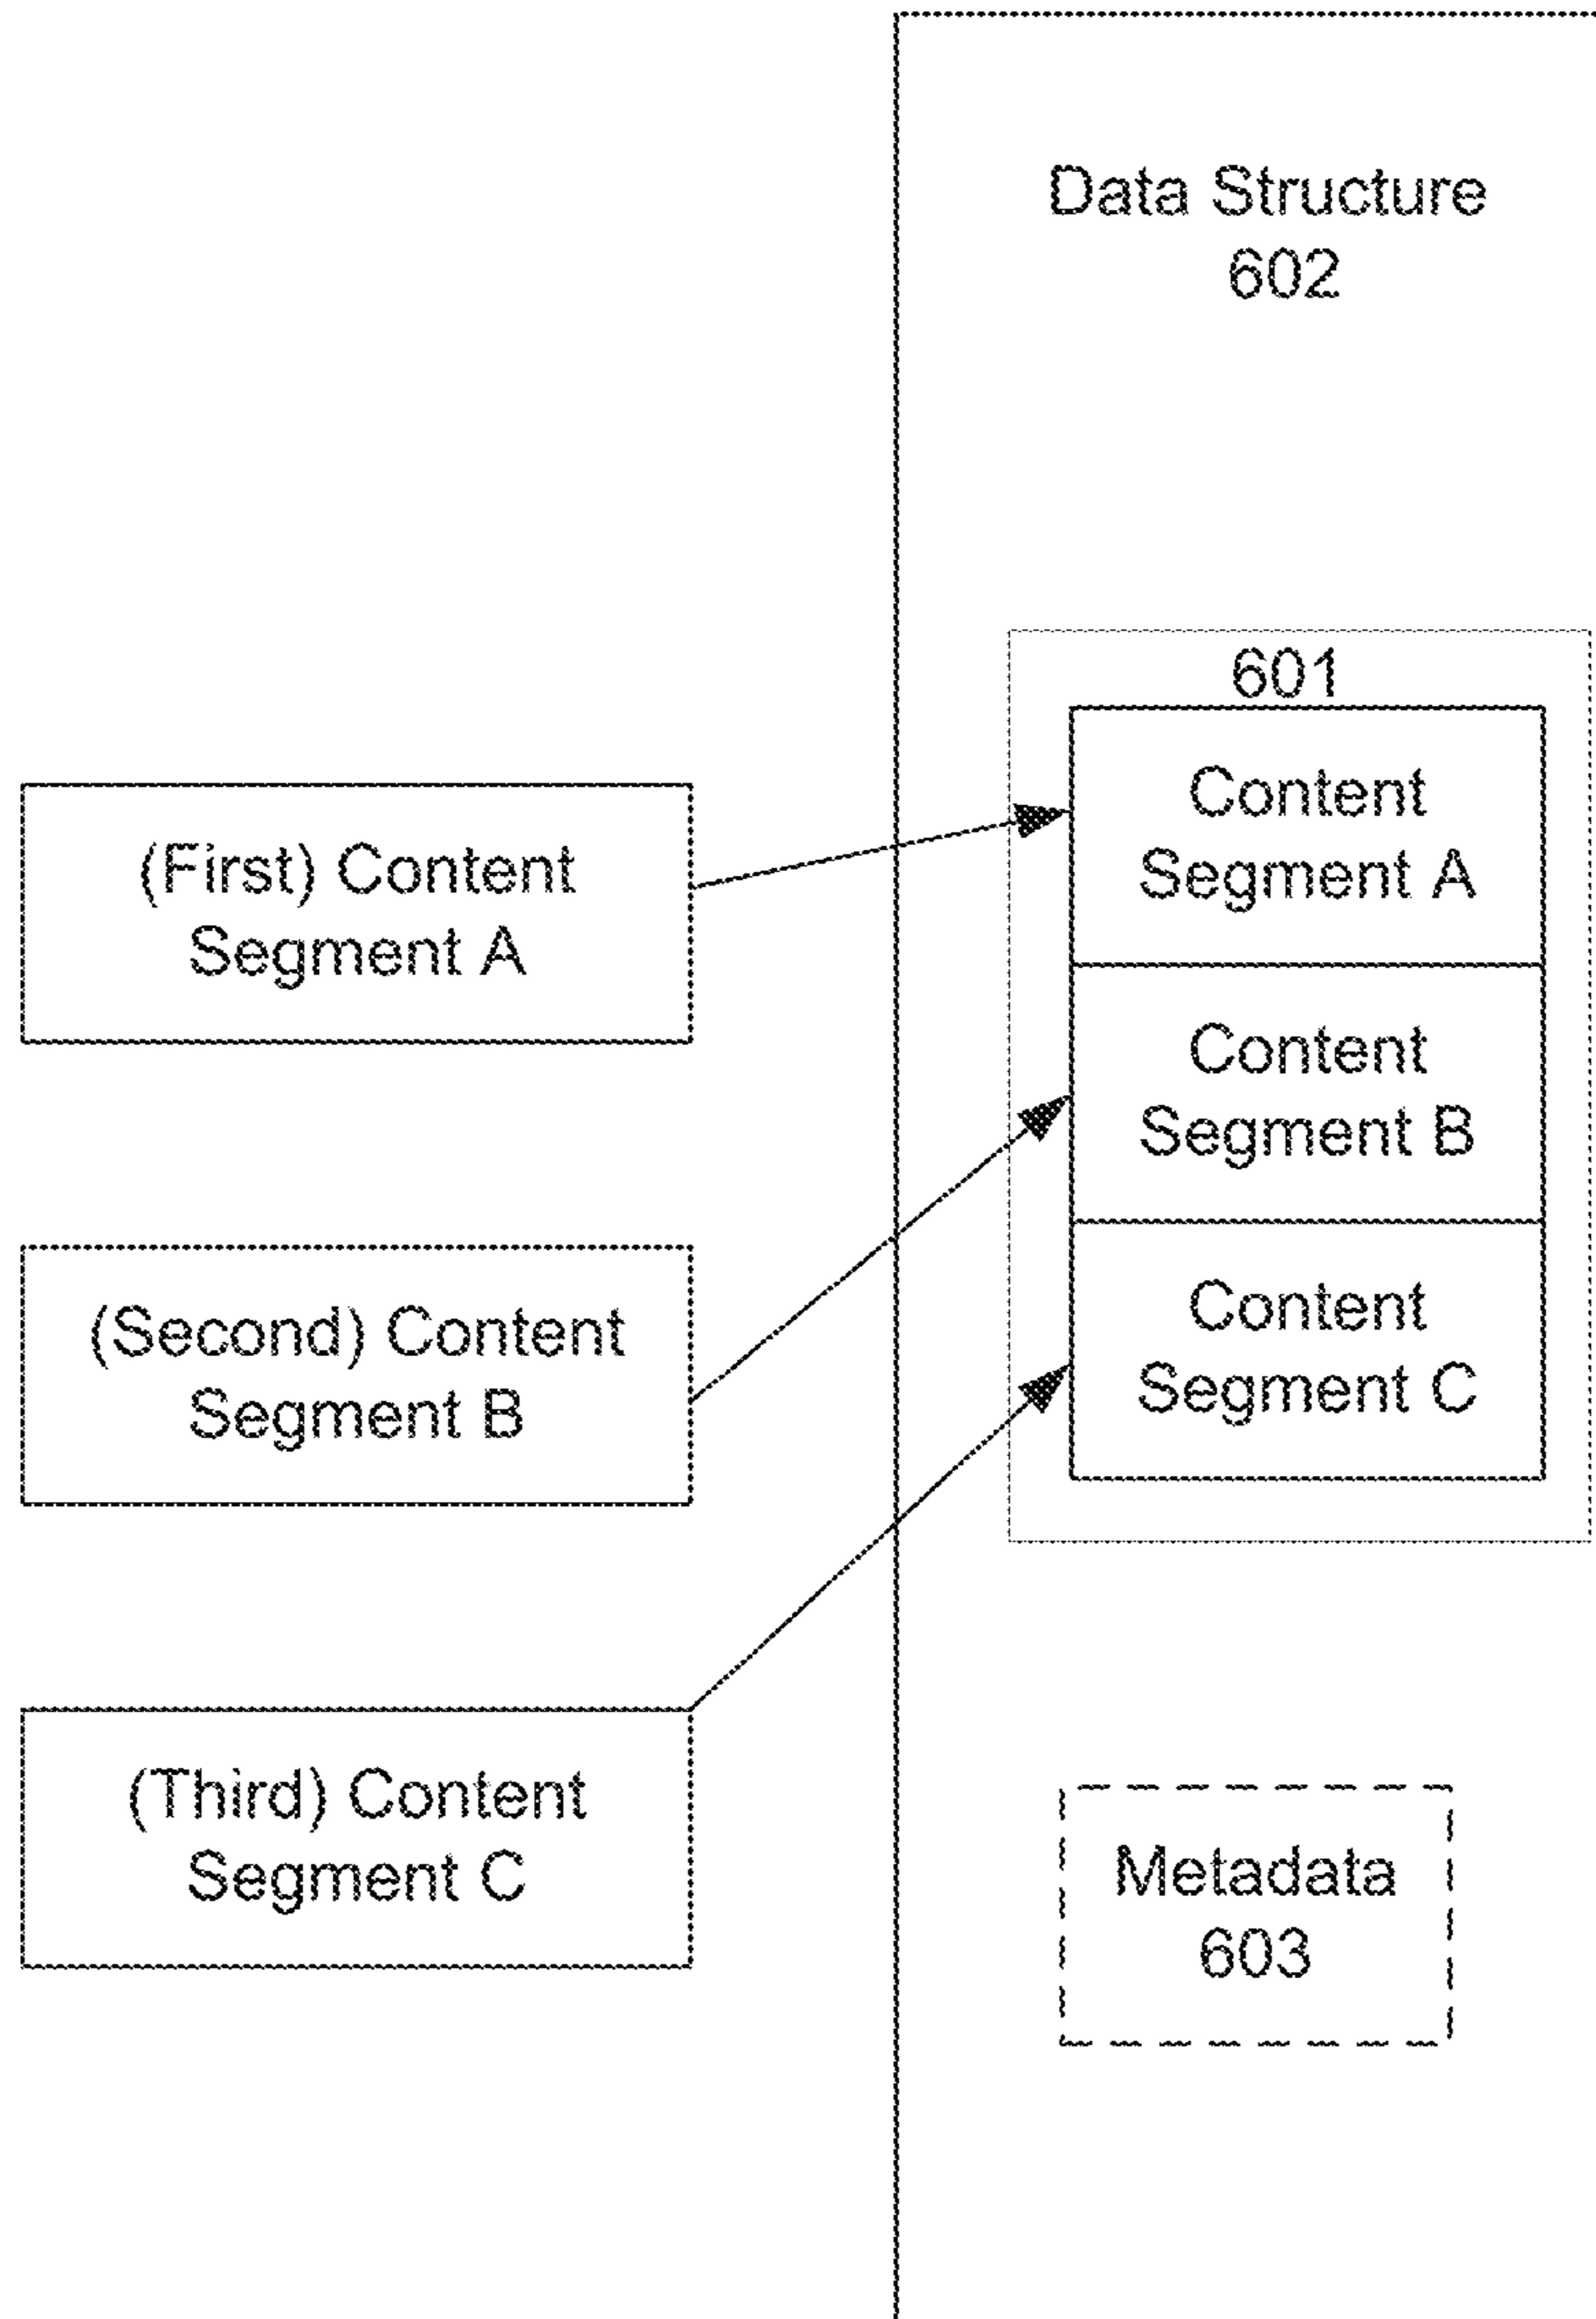 Data Structure
602
601
Content
Segment A
Content
Segment B
Content
Segment C
(First) Content
Segment A
(Second) Content
Segment B
(Third) Content
Segment C
Metadata
603